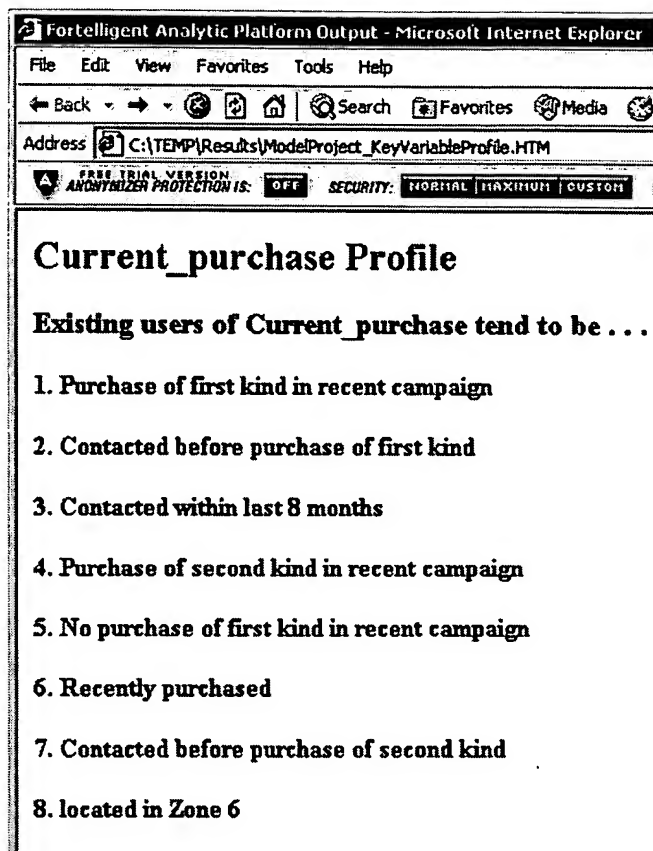 Fortelligent Analytic Platform Output - Microsoft Internet Explorer
File Edit View Favorites Tools Help
Back Search Favorites Media
Address C:\TEMP\Results\ModelProject_KeyVariableProfile.HTM
FREE TRIAL VERSION
ANONYMIZER PROTECTION IS: OFF SECURITY: NORMAL MAXIMUM CUSTOM
Current_purchase Profile
Existing users of Current_purchase tend to be . . .
1. Purchase of first kind in recent campaign
2. Contacted before purchase of first kind
3. Contacted within last 8 months
4. Purchase of second kind in recent campaign
5. No purchase of first kind in recent campaign
6. Recently purchased
7. Contacted before purchase of second kind
8. located in Zone 6